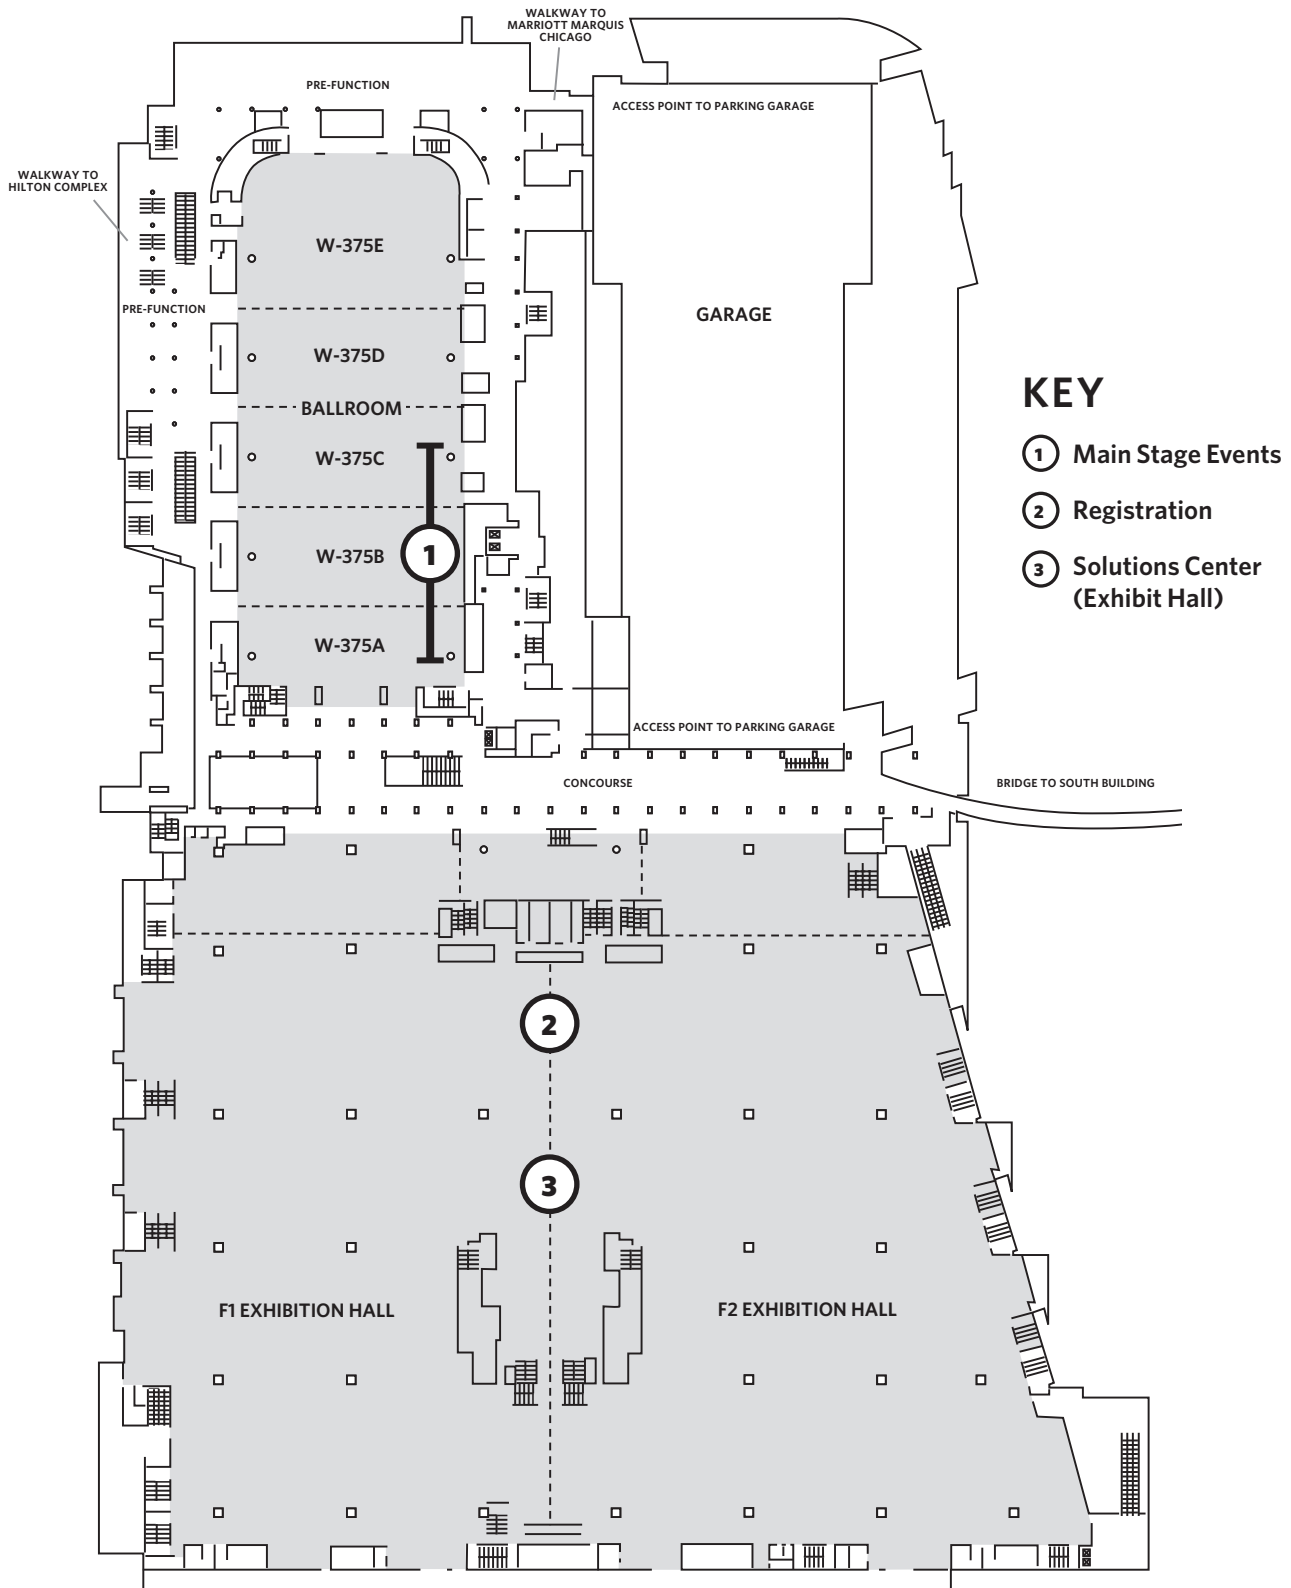 WALKWAY TO
MARRIOTT MARQUIS
CHICAGO
PRE-FUNCTION
ACCESS POINT TO PARKING GARAGE
WALKWAY TO
HILTON COMPLEX
W-375E
PRE-FUNCTION
GARAGE
W-375D
BALLROOM
W-375C
KEY
1 Main Stage Events
2 Registration
3 Solutions Center
(Exhibit Hall)
W-375B
1
W-375A
ACCESS POINT TO PARKING GARAGE
CONCOURSE
BRIDGE TO SOUTH BUILDING
2
3
F1 EXHIBITION HALL
F2 EXHIBITION HALL